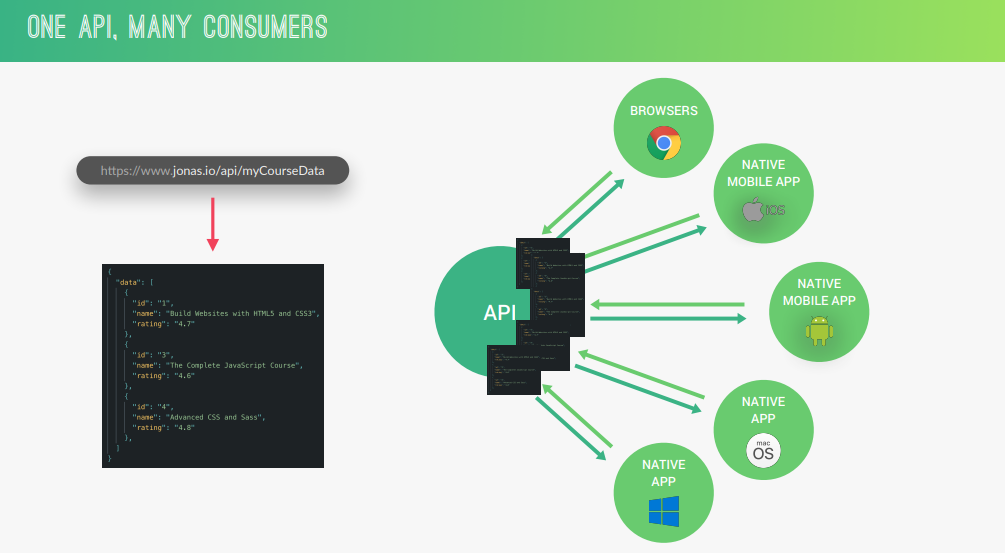 ONE API, MANY CONSUMERS
https://www.jonas.io/api/myCourseData
{
"data": [
{
"id": "1",
"name": "Build Websites with HTML5 and CSS3",
"rating": "4.7"
},
{
"id": "3",
"name": "The Complete JavaScript Course",
"rating": "4.6"
},
{
"id": "4",
"name": "Advanced CSS and Sass",
"rating": "4.8"
},
]
}
API
BROWSERS
NATIVE
MOBILE APP
iOS
NATIVE
MOBILE APP
NATIVE
APP
mac
OS
NATIVE
APP